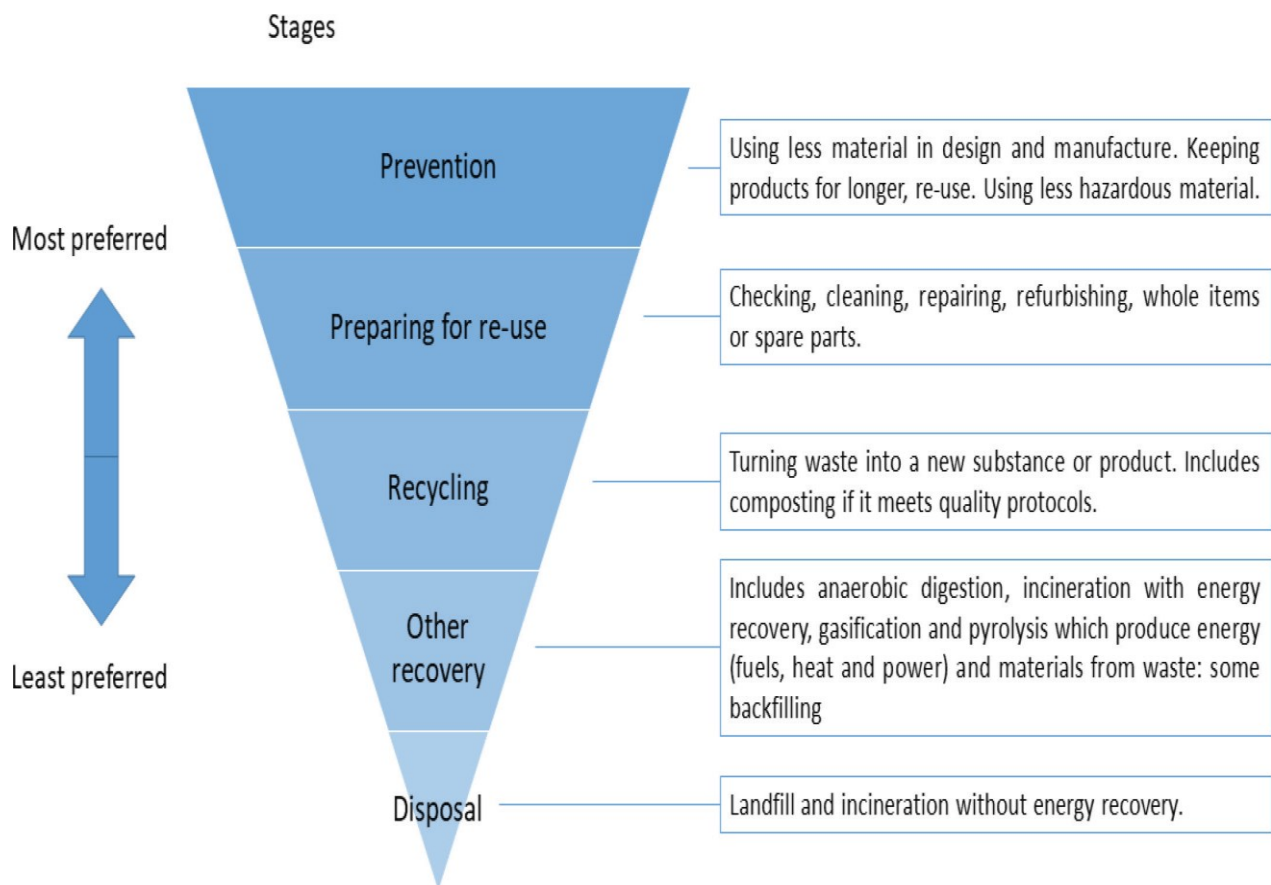 Stages
Prevention
Using less material in design and manufacture. Keeping
products for longer, re-use. Using less hazardous material.
Most preferred
Preparing for re-use
Checking, cleaning, repairing, refurbishing, whole items
or spare parts.
Recycling
Turning waste into a new substance or product. Includes
composting if it meets quality protocols.
Other
recovery
Includes anaerobic digestion, incineration with energy
recovery, gasification and pyrolysis which produce energy
(fuels, heat and power) and materials from waste: some
backfilling
Least preferred
Disposal
Landfill and incineration without energy recovery.